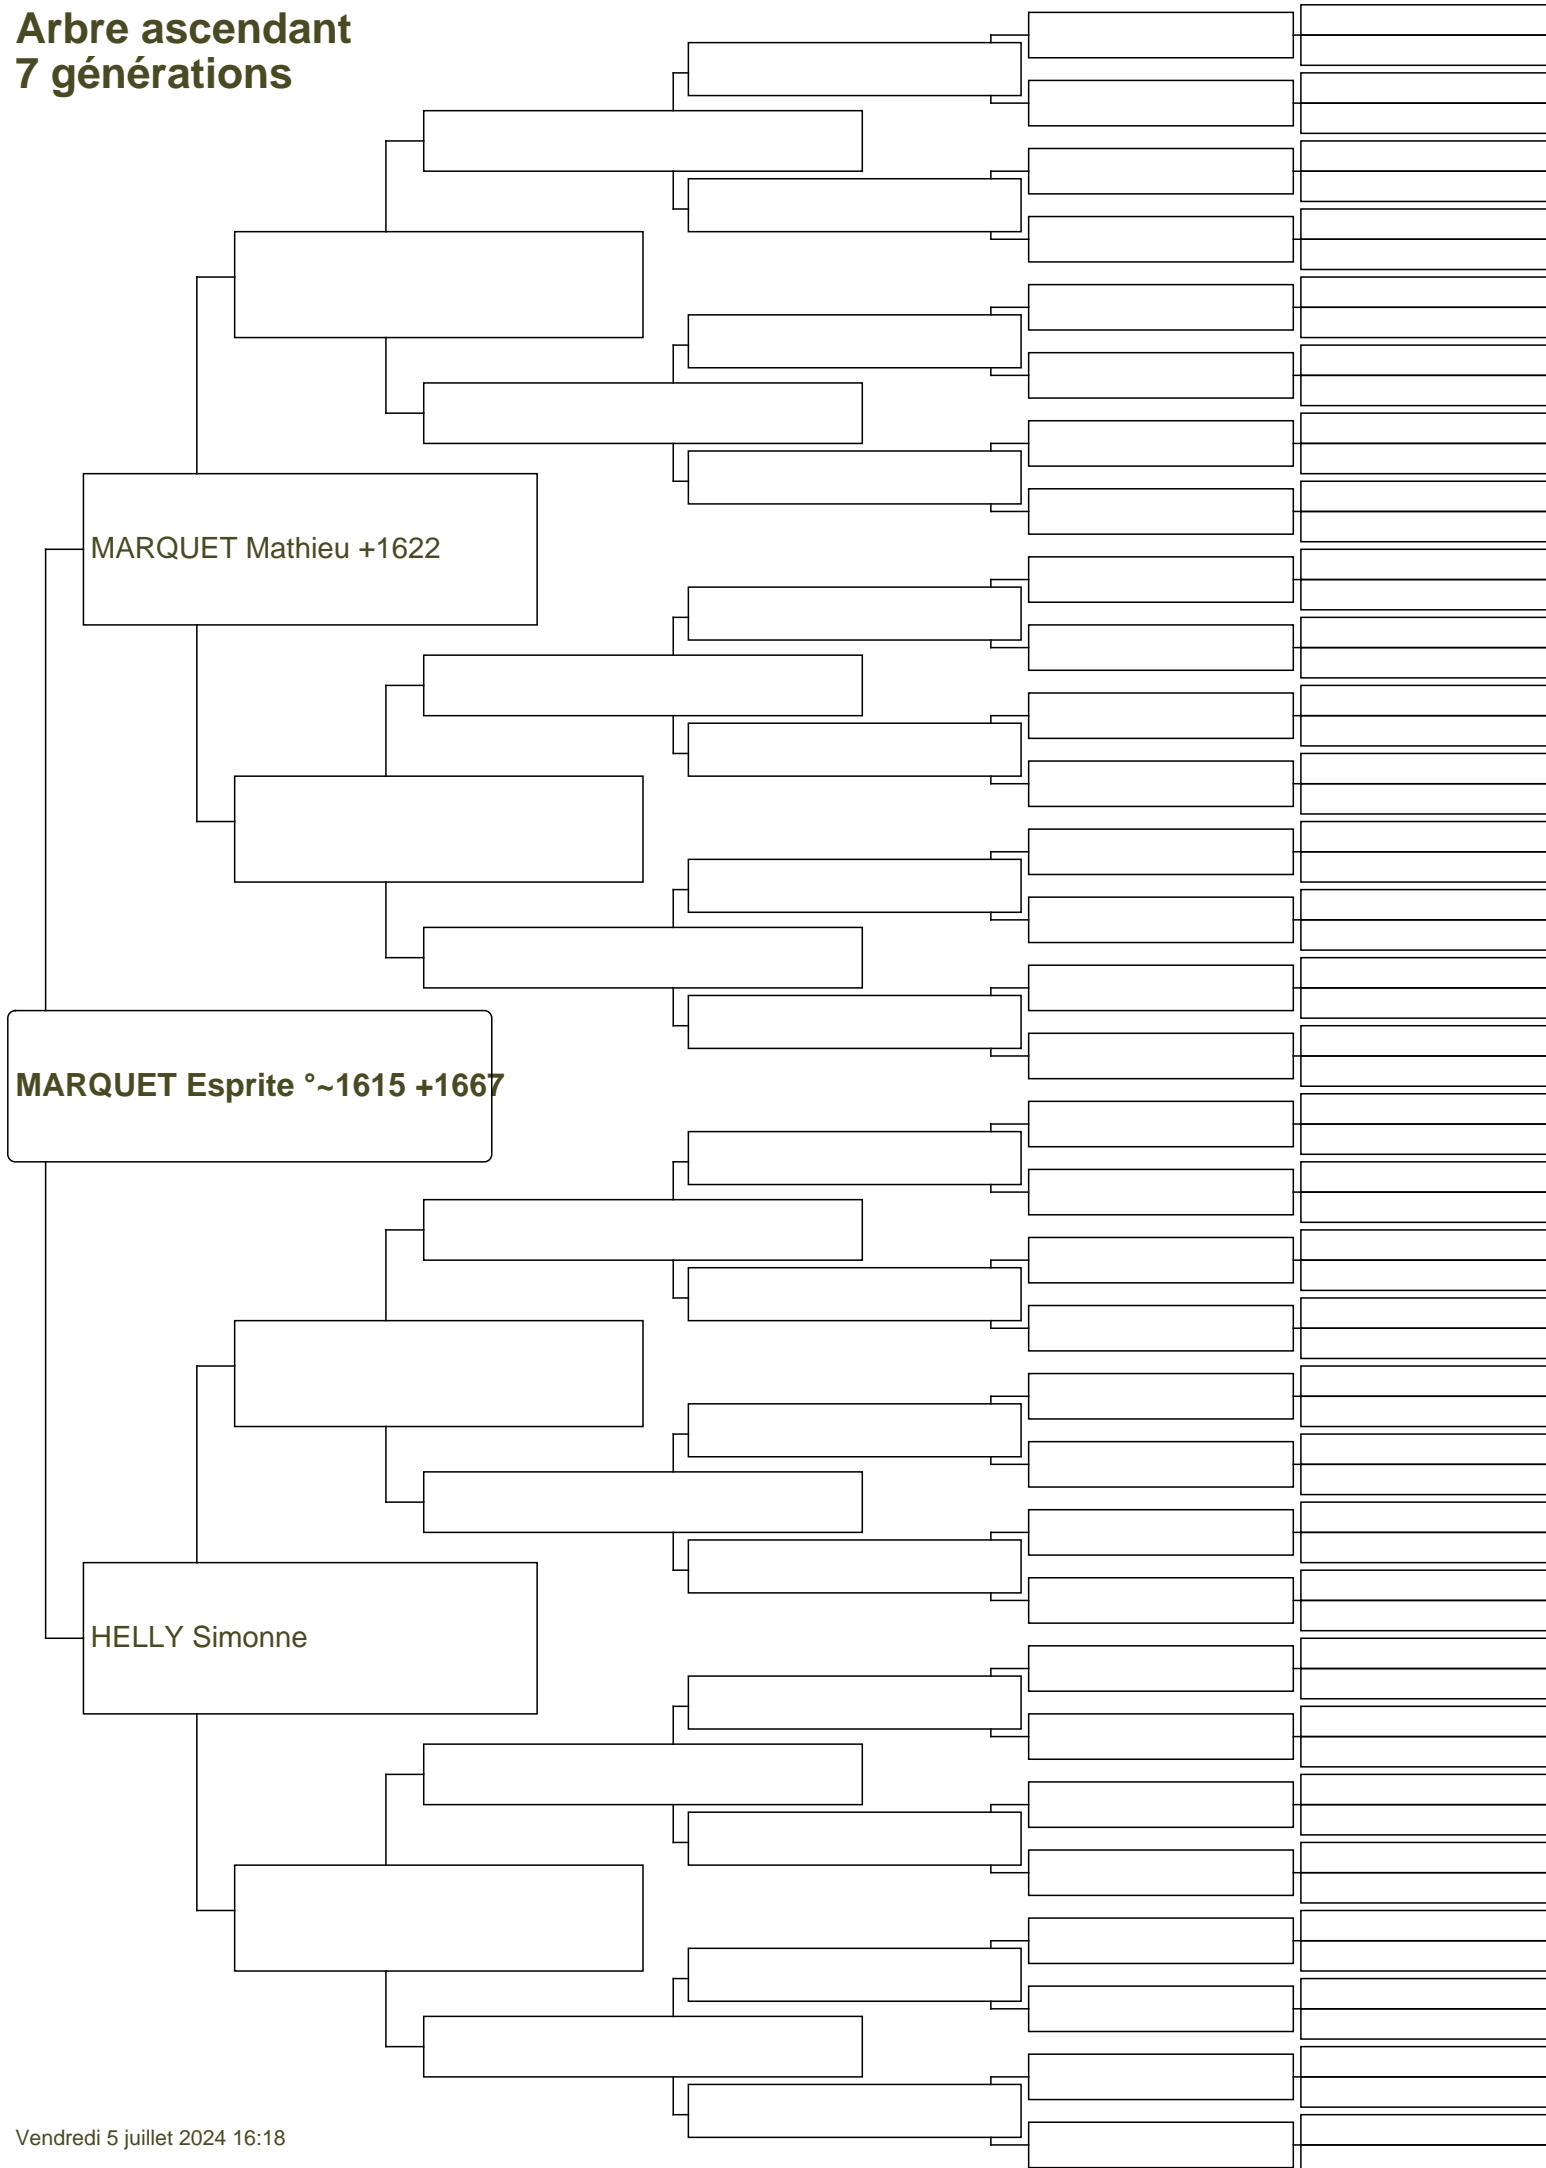 Arbre ascendant
7 générations
MARQUET Mathieu +1622
MARQUET Esprite °~1615 +1667
HELLY Simonne
Vendredi 5 juillet 2024 16:18